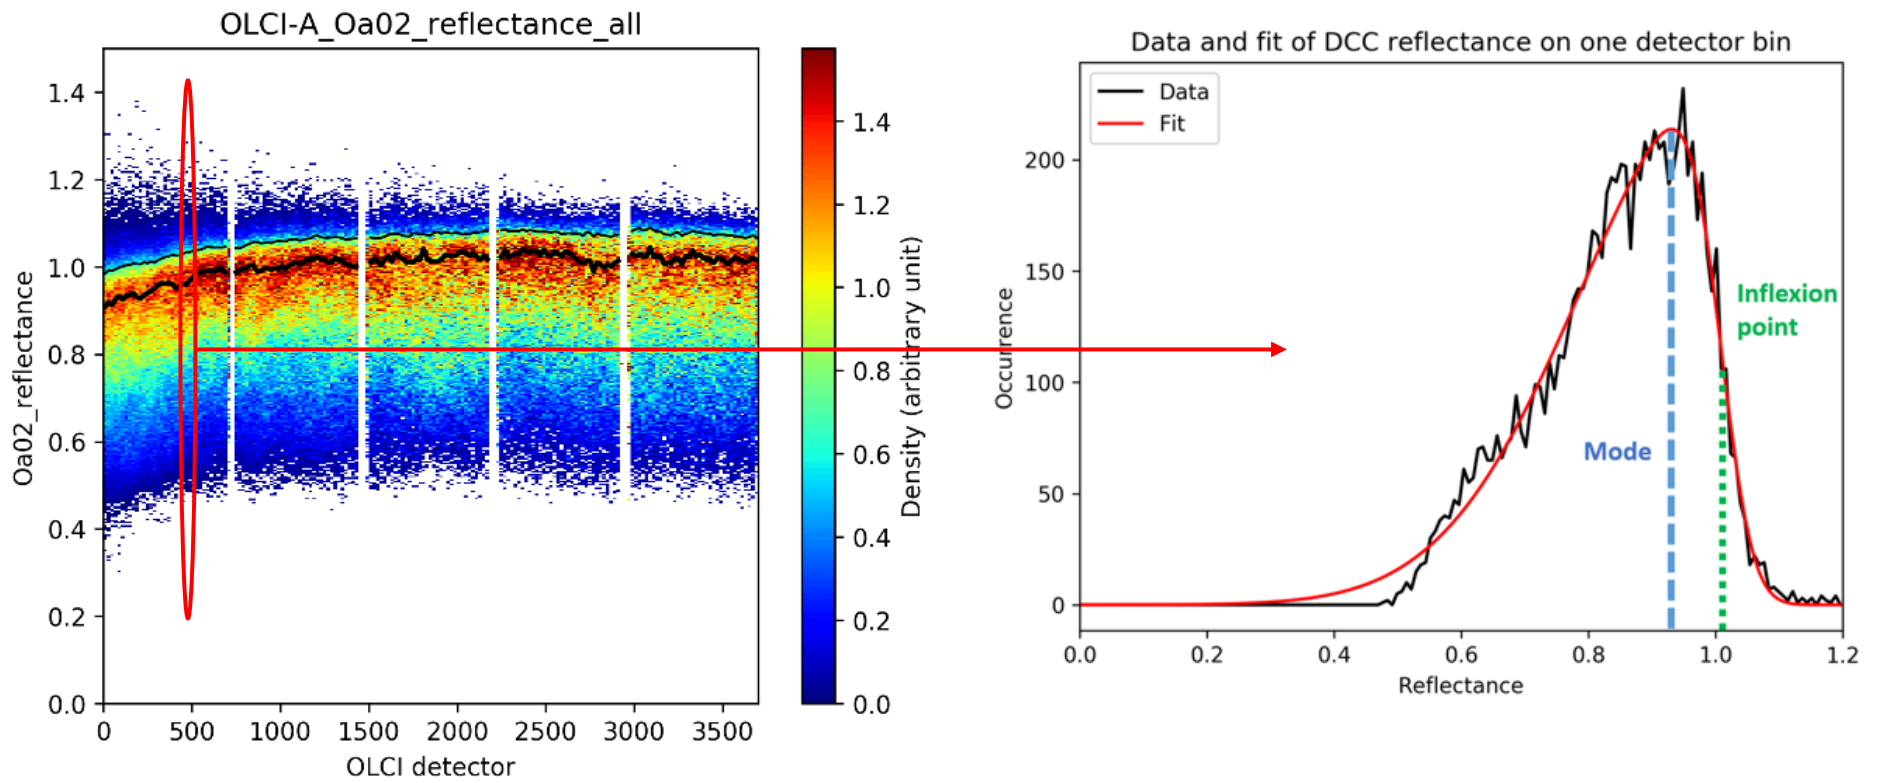 OLCI-A_Oa02_reflectance_all
Oa02_reflectance
1.4
1.2
1.0
0.8
0.6
0.4
0.2
0.0
0 500 1000 1500 2000 2500 3000 3500
OLCI detector
1.4
1.2
1.0
0.8
0.6
0.4
0.2
0.0
Density (arbitrary unit)
Data and fit of DCC reflectance on one detector bin
Data
Fit
Occurrence
200
150
100
50
0
Inflexion
point
Mode
0.0 0.2 0.4 0.6 0.8 1.0 1.2
Reflectance